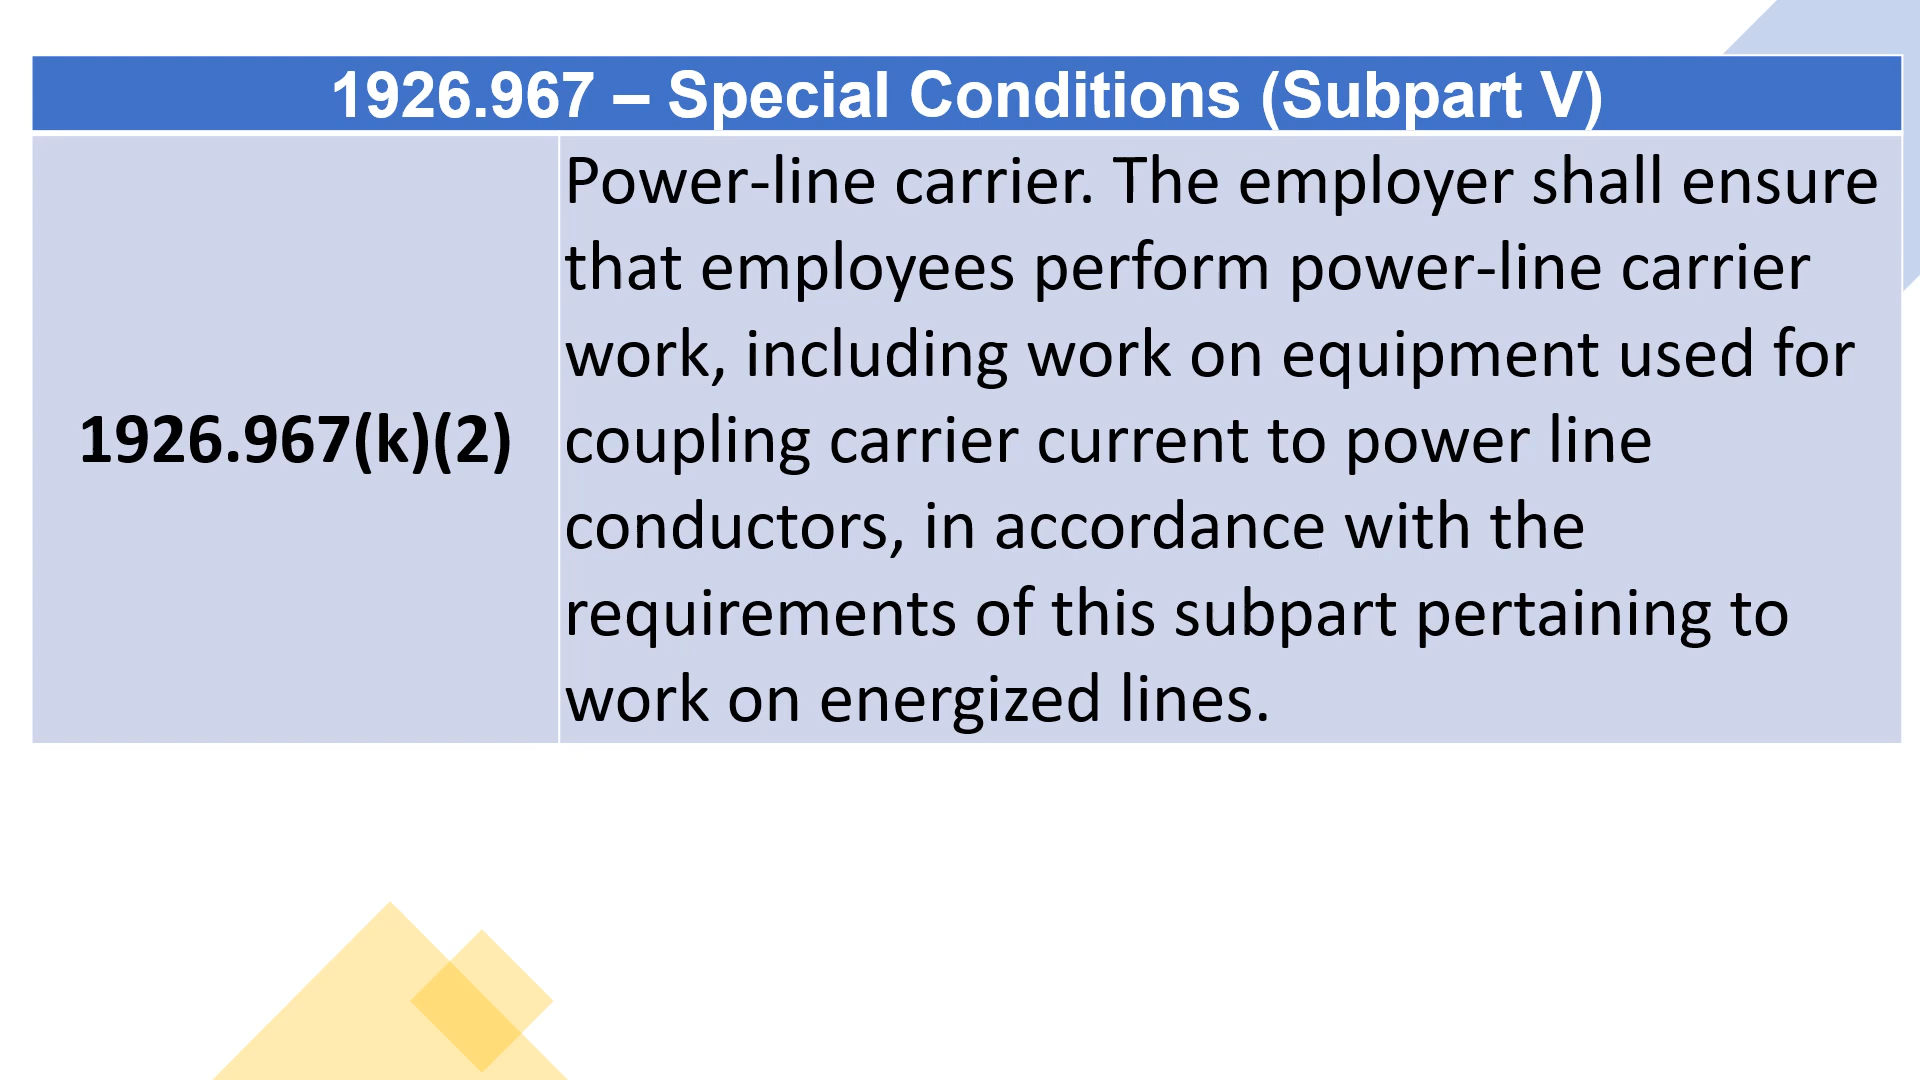 1926.967 – Special Conditions (Subpart V)
1926.967(k)(2)
Power-line carrier. The employer shall ensure
that employees perform power-line carrier
work, including work on equipment used for
coupling carrier current to power line
conductors, in accordance with the
requirements of this subpart pertaining to
work on energized lines.